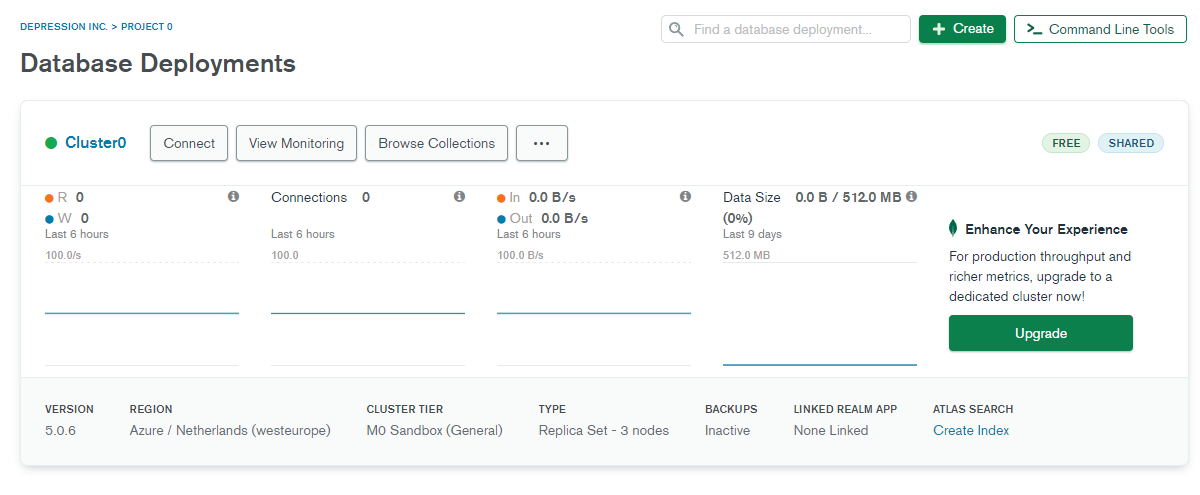 DEPRESSION INC. > PROJECT 0
Find a database deployment...
Create
Command Line Tools
Database Deployments
Cluster0
Connect
View Monitoring
Browse Collections
...
FREE
SHARED
R 0
W 0
Last 6 hours
100.0/s
Connections 0
Last 6 hours
100.0
In 0.0 B/s
Out 0.0 B/s
Last 6 hours
100.0 B/s
Data Size 0.0 B / 512.0 MB
(0%)
Last 9 days
512.0 MB
Enhance Your Experience
For production throughput and
richer metrics, upgrade to a
dedicated cluster now!
Upgrade
VERSION
5.0.6
REGION
Azure / Netherlands (westeurope)
CLUSTER TIER
M0 Sandbox (General)
TYPE
Replica Set - 3 nodes
BACKUPS
Inactive
LINKED REALM APP
None Linked
ATLAS SEARCH
Create Index